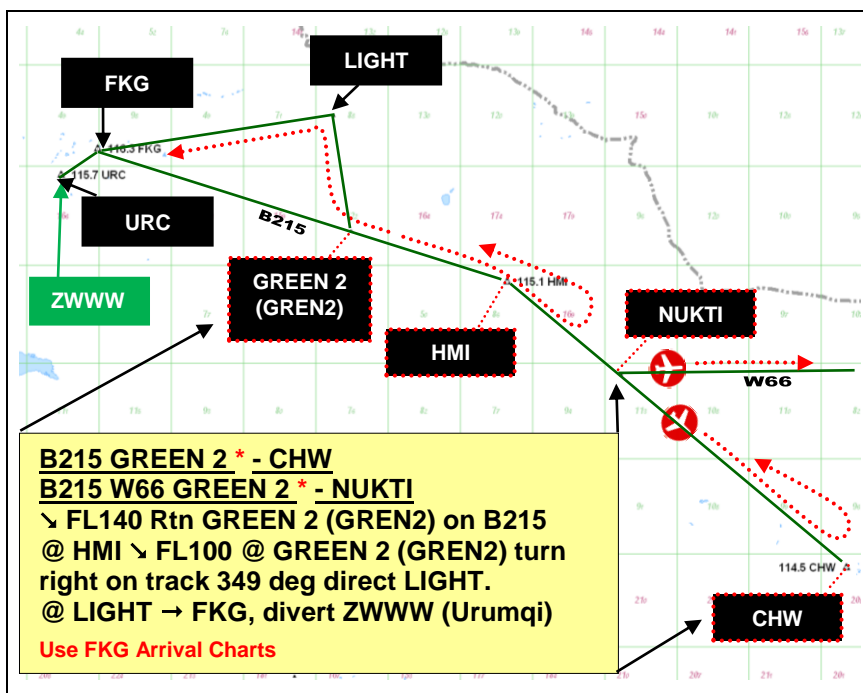 LIGHT
FKG
116.3 FKG
115.7 URC
URC
B215
ZWWW
GREEN 2
(GREN2)
115.1 HMI
HMI
NUKTI
W66
B215 GREEN 2 * - CHW
B215 W66 GREEN 2 * - NUKTI
↘ FL140 Rtn GREEN 2 (GREN2) on B215
@ HMI ↘ FL100 @ GREEN 2 (GREN2) turn
right on track 349 deg direct LIGHT.
@ LIGHT → FKG, divert ZWWW (Urumqi)
Use FKG Arrival Charts
114.5 CHW
CHW